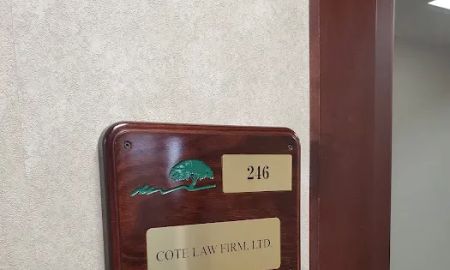 246
COTE LAW FIRM, LTD.